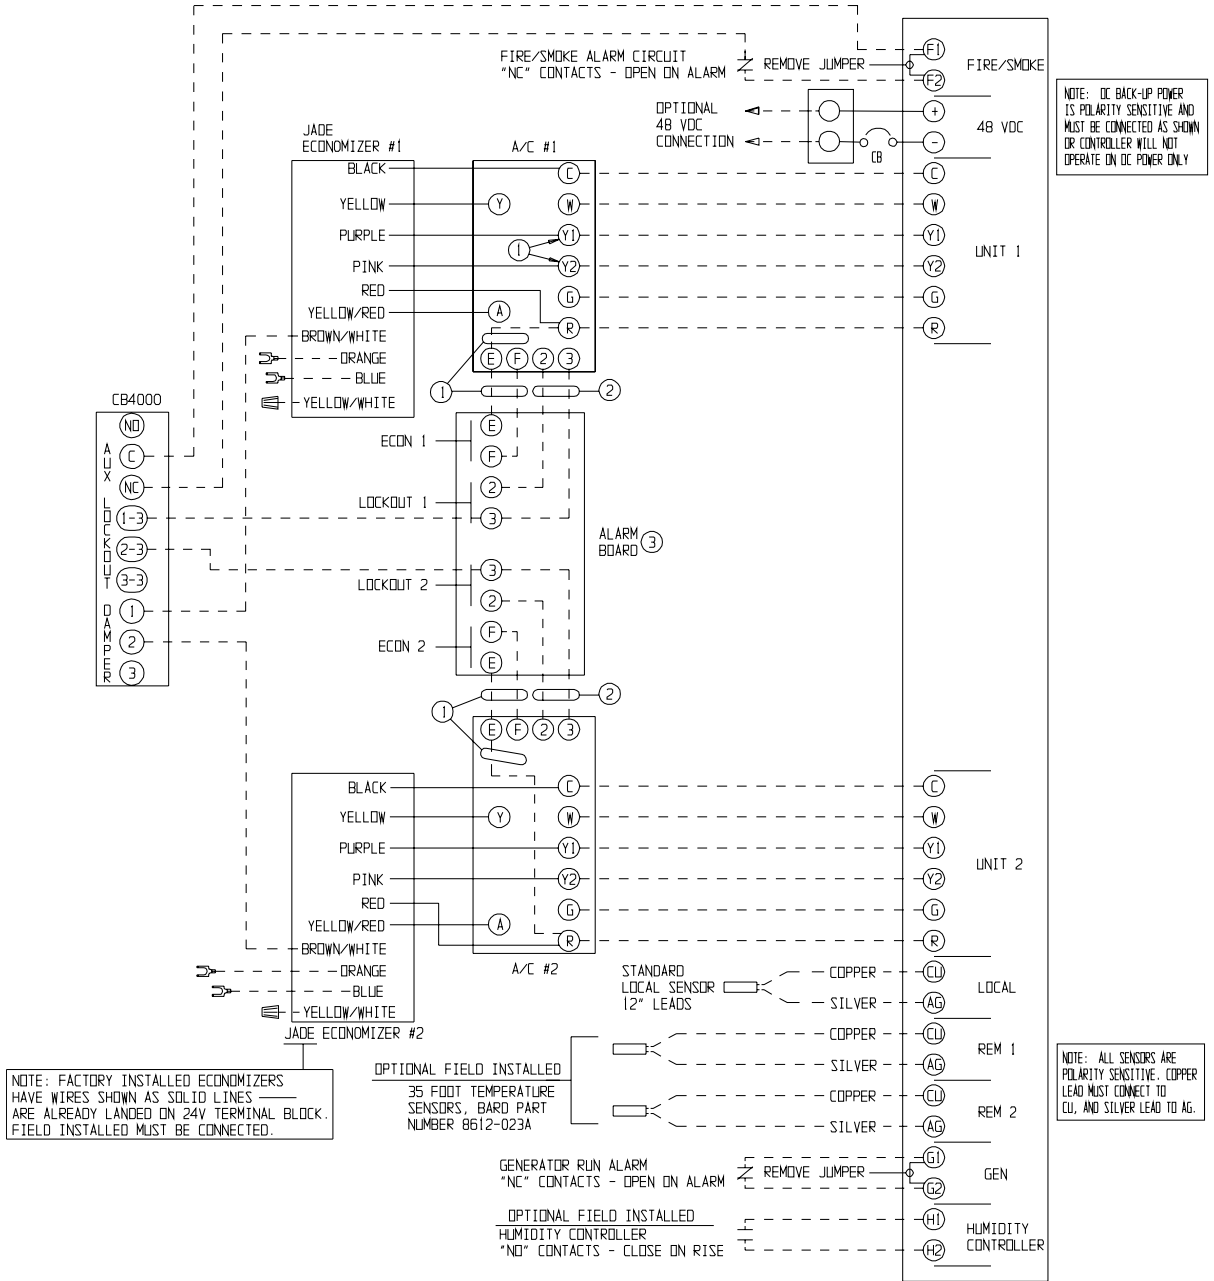 FIRE/SMOKE ALARM CIRCUIT
"NC" CONTACTS - OPEN ON ALARM
REMOVE JUMPER
F1
F2
FIRE/SMOKE
OPTIONAL
48 VDC
CONNECTION
CB
+
-
48 VDC
NOTE: DC BACK-UP POWER
IS POLARITY SENSITIVE AND
MUST BE CONNECTED AS SHOWN
OR CONTROLLER WILL NOT
OPERATE ON DC POWER ONLY
JADE
ECONOMIZER #1
BLACK
YELLOW
PURPLE
PINK
RED
YELLOW/RED
BROWN/WHITE
ORANGE
BLUE
YELLOW/WHITE
A/C #1
C
Y
W
1
Y1
Y2
G
A
R
E
F
2
3
C
W
Y1
Y2
G
R
UNIT 1
1
2
CB4000
AUX
NO
C
NC
LOCKOUT
1-3
2-3
3-3
DAMPER
1
2
3
ECON 1
E
F
LOCKOUT 1
2
3
ALARM
BOARD
3
LOCKOUT 2
3
2
ECON 2
F
E
1
2
E
F
2
3
BLACK
YELLOW
PURPLE
PINK
RED
YELLOW/RED
BROWN/WHITE
ORANGE
BLUE
YELLOW/WHITE
JADE ECONOMIZER #2
C
Y
W
Y1
Y2
G
A
R
A/C #2
C
W
Y1
Y2
G
R
UNIT 2
STANDARD
LOCAL SENSOR
12" LEADS
COPPER
SILVER
CU
AG
LOCAL
NOTE: FACTORY INSTALLED ECONOMIZERS
HAVE WIRES SHOWN AS SOLID LINES
ARE ALREADY LANDED ON 24V TERMINAL BLOCK.
FIELD INSTALLED MUST BE CONNECTED.
OPTIONAL FIELD INSTALLED
35 FOOT TEMPERATURE
SENSORS, BARD PART
NUMBER 8612-023A
COPPER
SILVER
CU
AG
REM 1
COPPER
SILVER
CU
AG
REM 2
NOTE: ALL SENSORS ARE
POLARITY SENSITIVE. COPPER
LEAD MUST CONNECT TO
CU, AND SILVER LEAD TO AG.
GENERATOR RUN ALARM
"NC" CONTACTS - OPEN ON ALARM
REMOVE JUMPER
G1
G2
GEN
OPTIONAL FIELD INSTALLED
HUMIDITY CONTROLLER
"NO" CONTACTS - CLOSE ON RISE
H1
H2
HUMIDITY
CONTROLLER